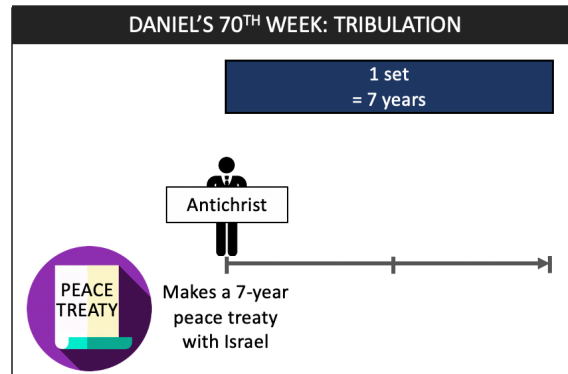 DANIEL'S 70TH WEEK: TRIBULATION
1 set
= 7 years
Antichrist
PEACE
TREATY
Makes a 7-year
peace treaty
with Israel